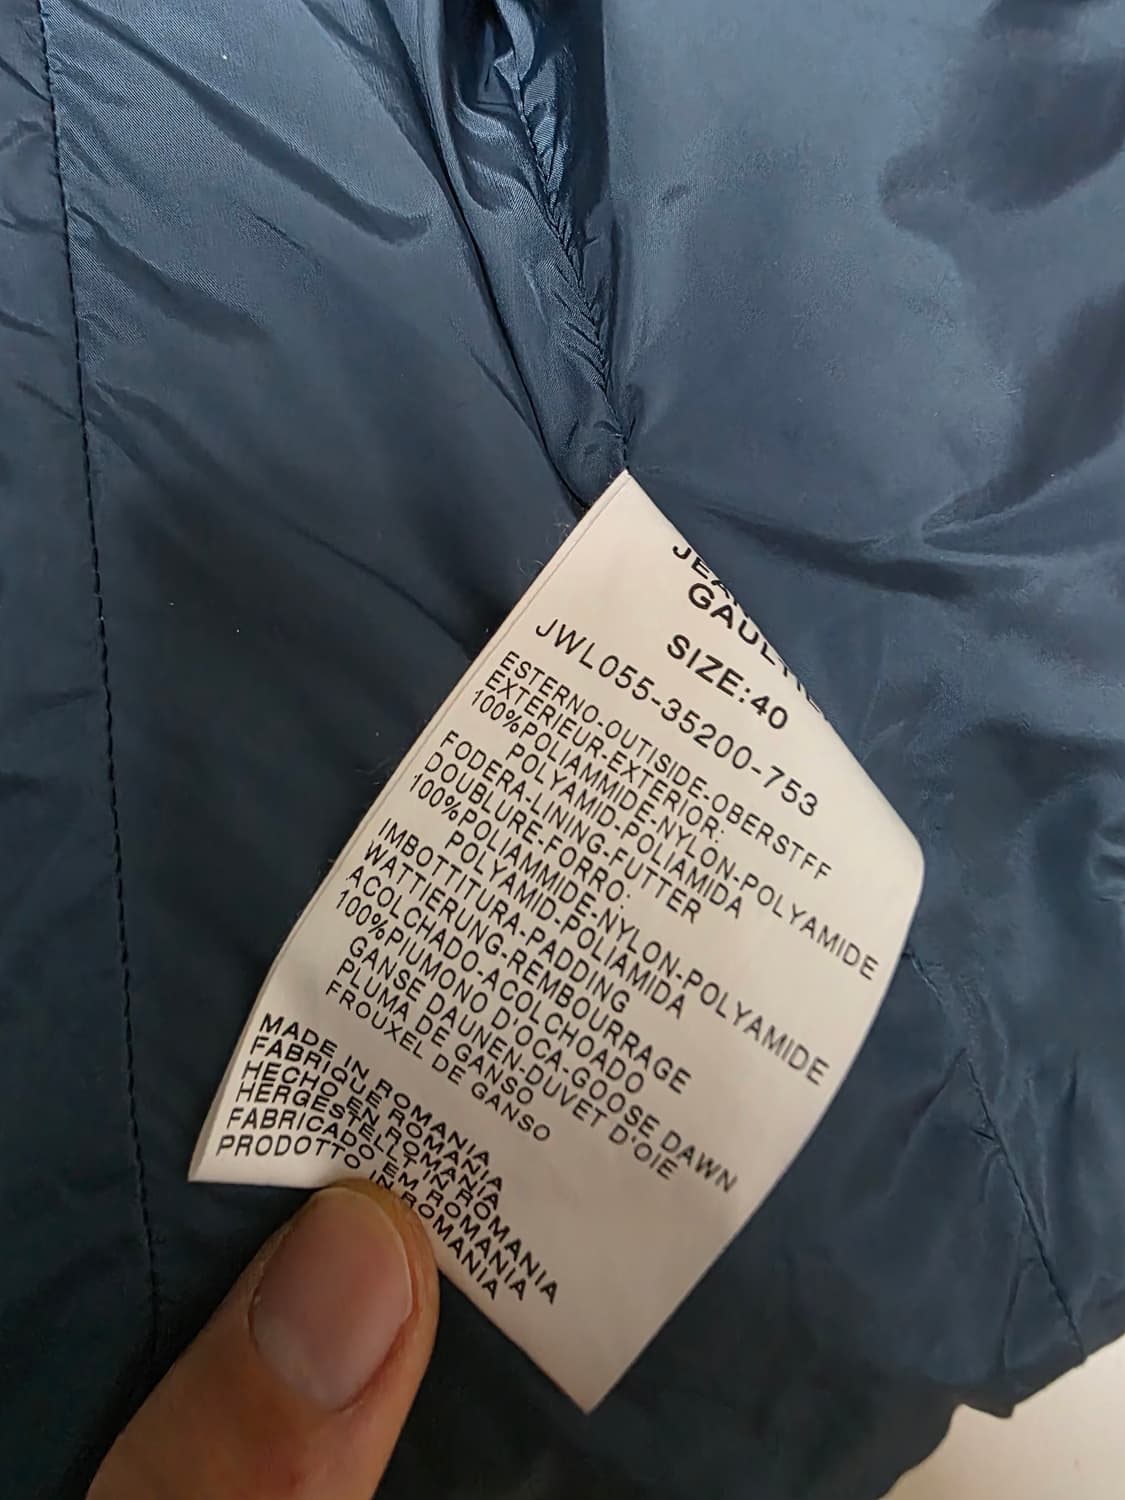 SIZE:40
JWL055-35200-753
ESTERNO-OUTISIDE-OBERSTFF
EXTERIEUR-EXTERIOR:
100%POLIAMMIDE-NYLON-POLYAMIDE
POLYAMID-POLIAMIDA
FODERA-LINING-FUTTER
DOUBLURE-FORRO:
100%POLIAMMIDE-NYLON-POLYAMIDE
POLYAMID-POLIAMIDA
IMBOTTITURA-PADDING
WATTIERUNG-REMBOURRAGE
ACOLCHADO-ACOLCHOADO
100%PIUMONO D'OCA-GOOSE DAWN
GANSE DAUNEN-DUVET D'OIE
PLUMA DE GANSO
FROUXEL DE GANSO
MADE IN ROMANIA
FABRIQUE ROMANIA
HECHO EN ROMANIA
HERGESTELLT IN ROMANIA
FABRICADO EM ROMANIA
PRODOTTO IN ROMANIA